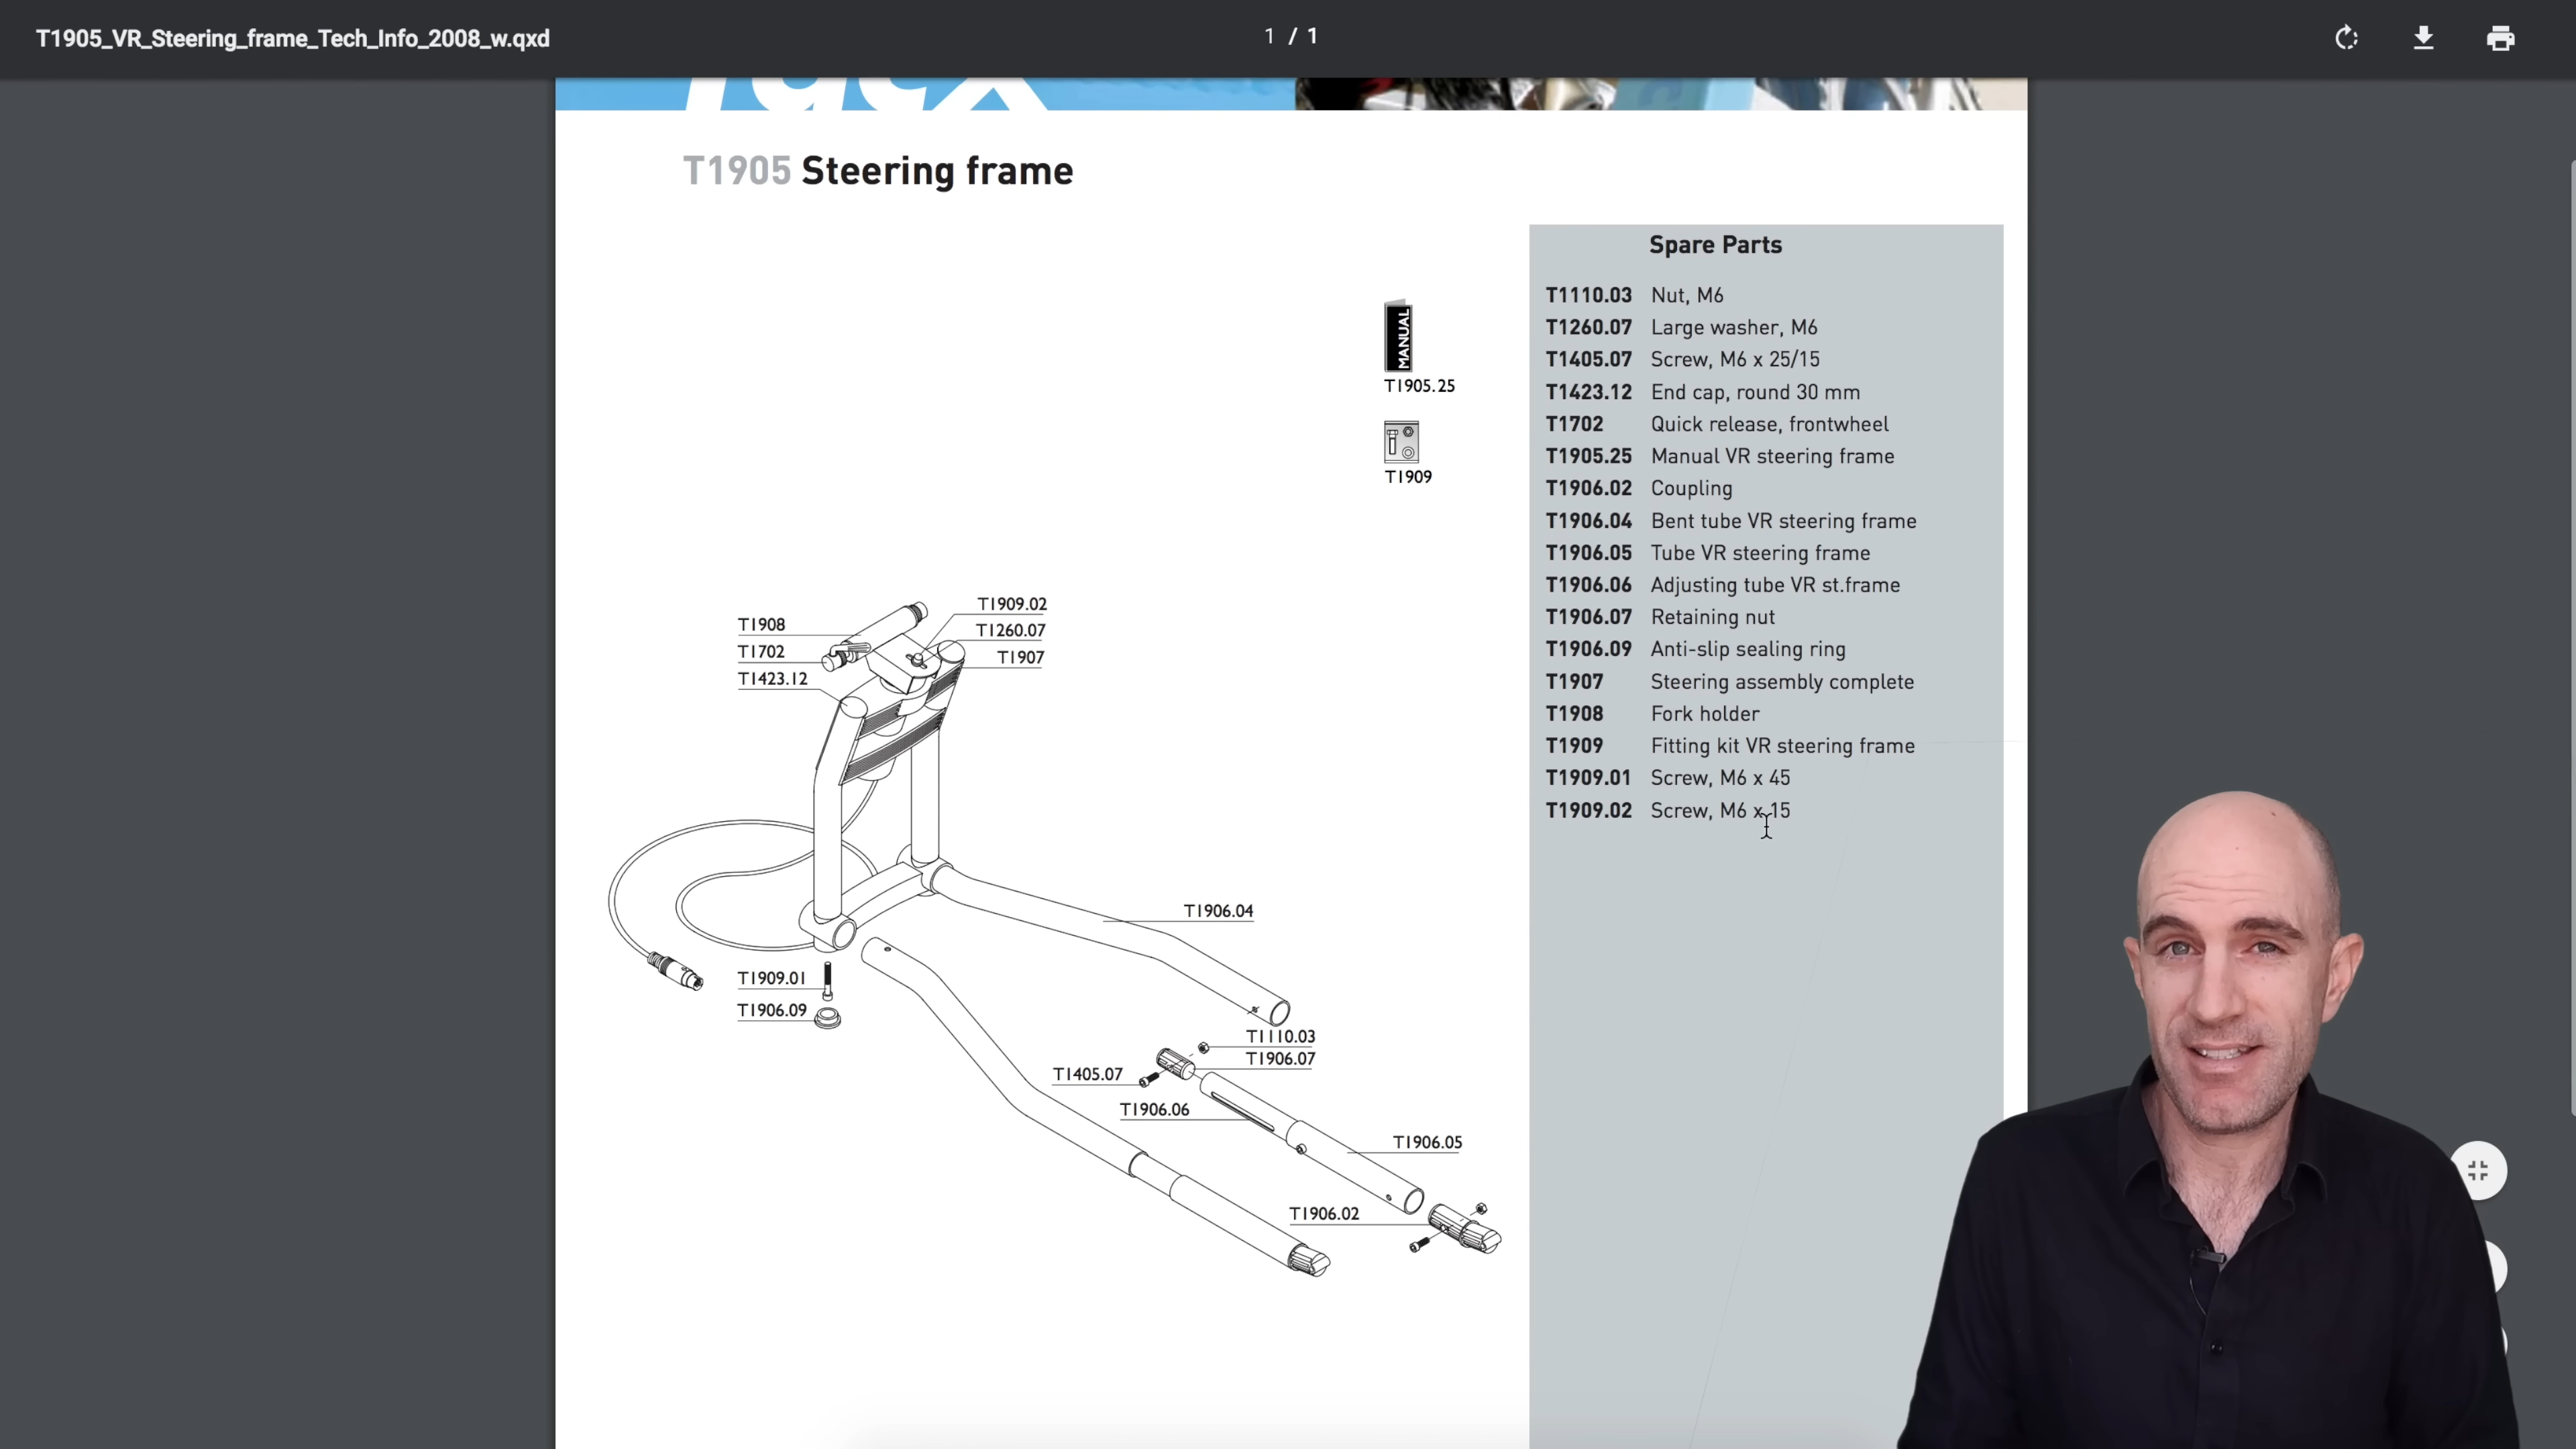 T1905_VR_Steering_frame_Tech_Info_2008_w.qxd
1 / 1
Tacx
T1905 Steering frame
MANUAL
T1905.25
T1909
Spare Parts
T1110.03 Nut, M6
T1260.07 Large washer, M6
T1405.07 Screw, M6 x 25/15
T1423.12 End cap, round 30 mm
T1702 Quick release, frontwheel
T1905.25 Manual VR steering frame
T1906.02 Coupling
T1906.04 Bent tube VR steering frame
T1906.05 Tube VR steering frame
T1906.06 Adjusting tube VR st.frame
T1906.07 Retaining nut
T1906.09 Anti-slip sealing ring
T1907 Steering assembly complete
T1908 Fork holder
T1909 Fitting kit VR steering frame
T1909.01 Screw, M6 x 45
T1909.02 Screw, M6 x 15
T1909.02
T1908
T1260.07
T1702
T1907
T1423.12
T1906.04
T1909.01
T1906.09
T1110.03
T1906.07
T1405.07
T1906.06
T1906.05
T1906.02